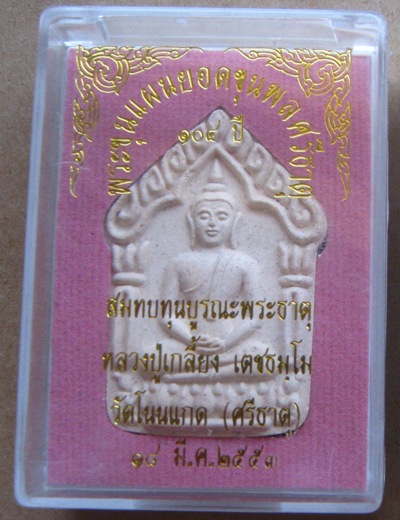 พระขุนแผนยอดขุนพลศรีธาตุ
๑๐๔ ปี
สมทบทุนบูรณะพระธาตุ
หลวงปู่เกลี้ยง เตชธมฺโม
วัดโนนแกด (ศรีธาตุ)
๑๘ มี.ค.๒๕๕๓